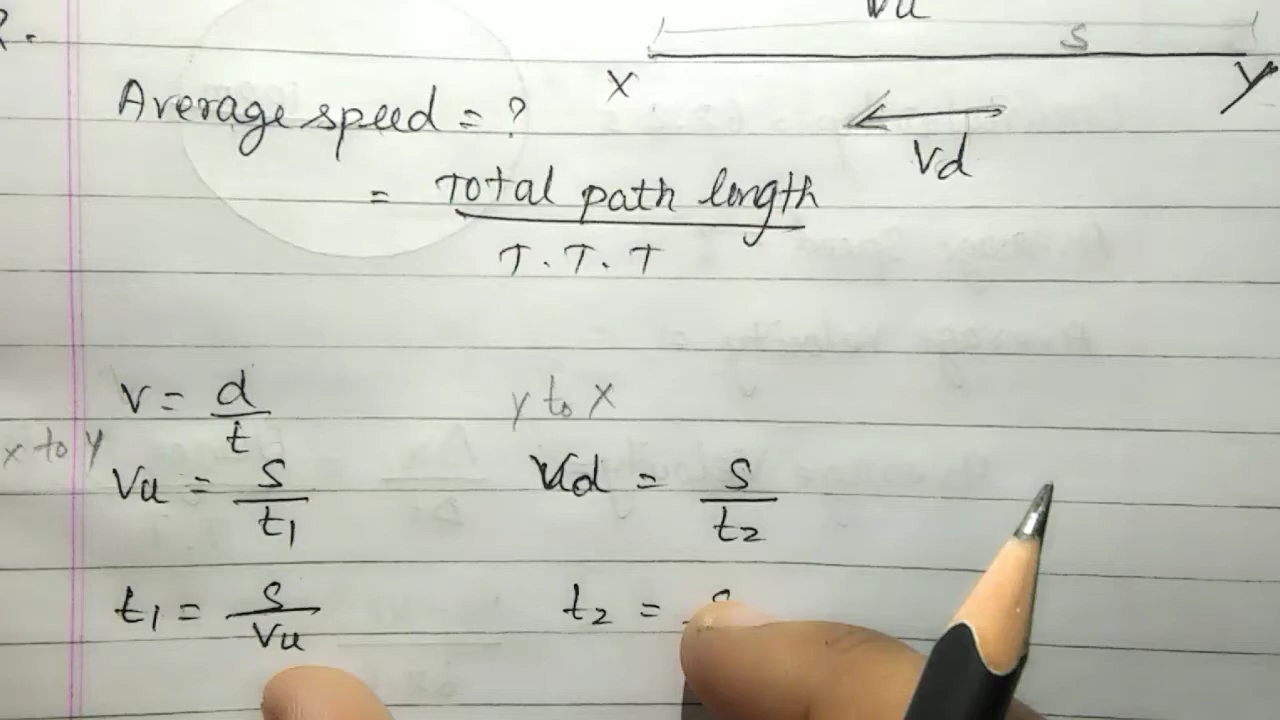 Vu
S
X Y
Average speed = ?
Vd
= Total path length
T.T.T
V = d/t
y to X
x to y
Vu = S/t1 Vd = S/t2
t1 = S/Vu t2 =